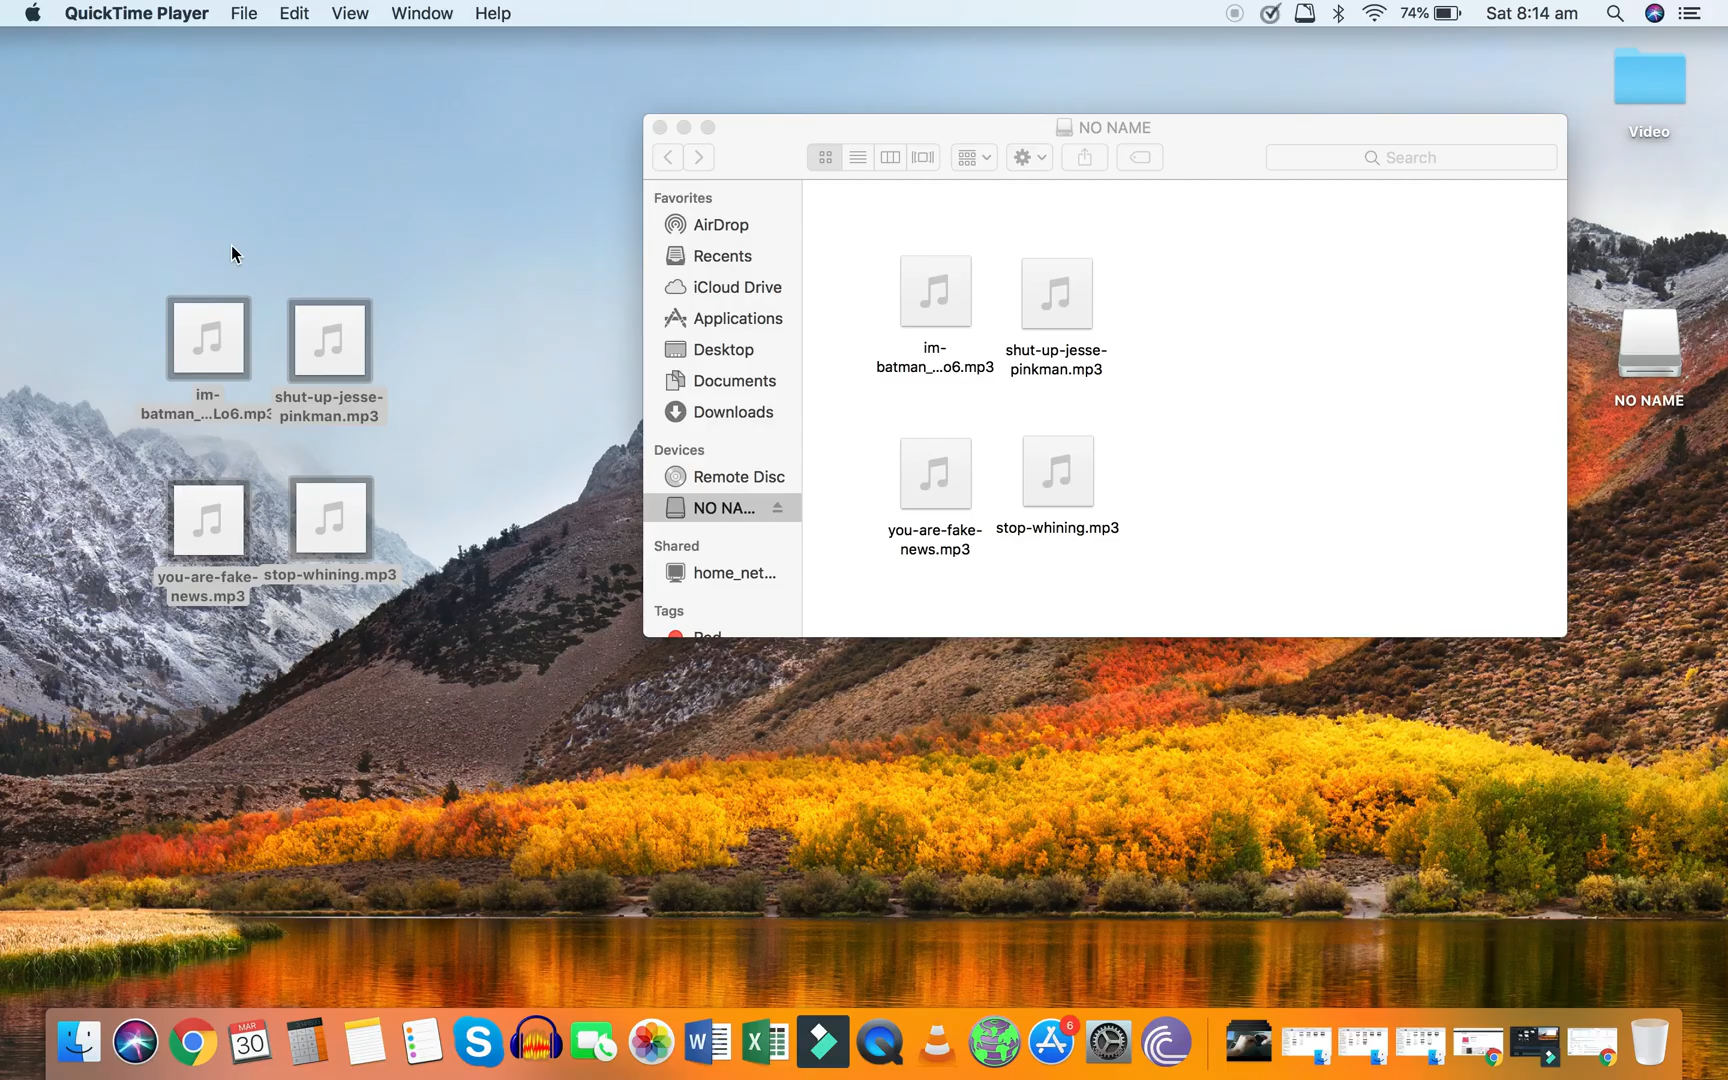 QuickTime Player File Edit View Window Help
74% Sat 8:14 am
Video
NO NAME
Search
Favorites
AirDrop
Recents
iCloud Drive
Applications
Desktop
Documents
Downloads
Devices
Remote Disc
NO NA...
Shared
home_net...
Tags
Red
im-
batman_...o6.mp3
shut-up-jesse-
pinkman.mp3
you-are-fake-
news.mp3
stop-whining.mp3
im-
batman_...Lo6.mp3
shut-up-jesse-
pinkman.mp3
you-are-fake-
news.mp3
stop-whining.mp3
NO NAME
MAR
30
S
W
X
6